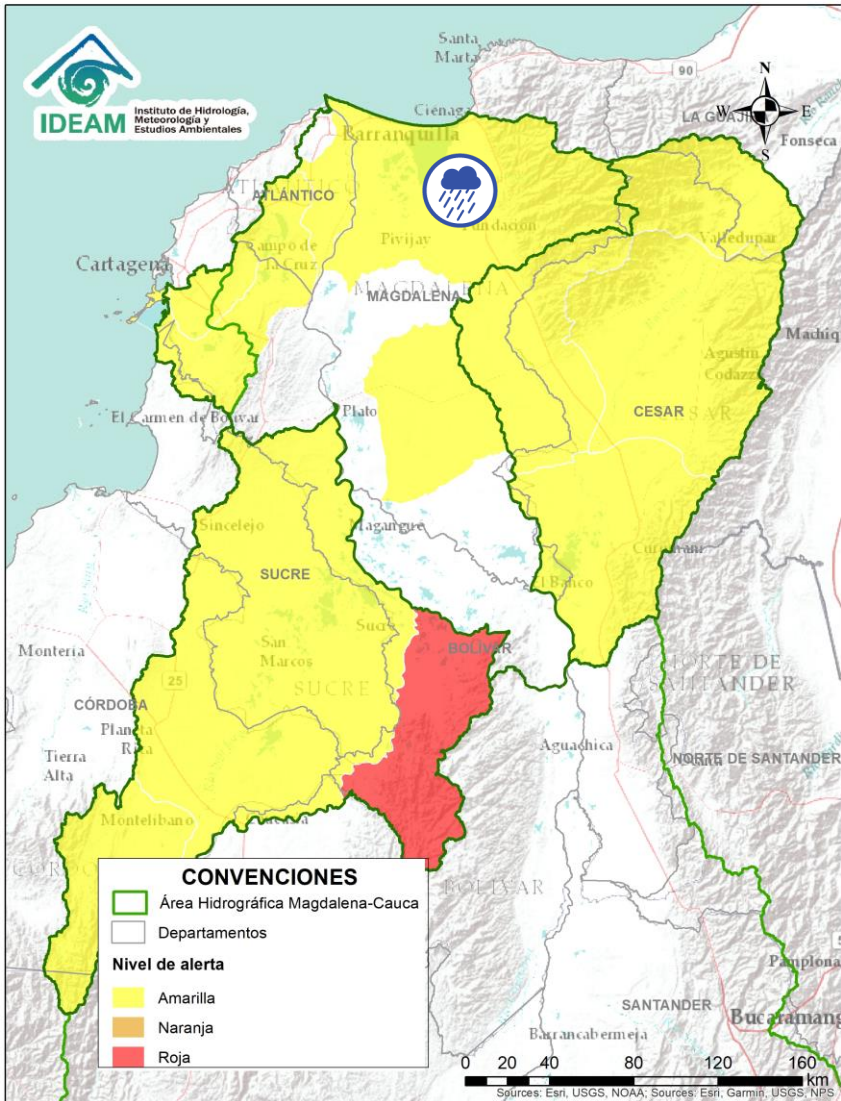 IDEAM
Instituto de Hidrología,
Meteorología y
Estudios Ambientales
Santa
Marta
90
N
W
E
S
LA GUAJIRA
Fonseca
Ciénaga
Barranquilla
ATLÁNTICO
Fundación
Valledupar
Pivijay
Campo de
la Cruz
Cartagena
MAGDALENA
MAGDALENA
Agustín
Codazzi
CESAR
El Carmen de Bolívar
Plato
Sincelejo
Magangue
SUCRE
El Banco
Sucre
BOLÍVAR
San
Marcos
Montería
SUCRE
NORTE DE
SANTANDER
25
CÓRDOBA
Planeta
Rica
Tierra
Alta
Aguachica
NORTE DE SANTANDER
Montelibano
BOLÍVAR
CONVENCIONES
Área Hidrográfica Magdalena-Cauca
Departamentos
Nivel de alerta
Amarilla
Naranja
Roja
Pamplona
SANTANDER
Bucaramang
Barrancabermeja
0 20 40 80 120 160
km
Sources: Esri, USGS, NOAA; Sources: Esri, Garmin, USGS, NPS